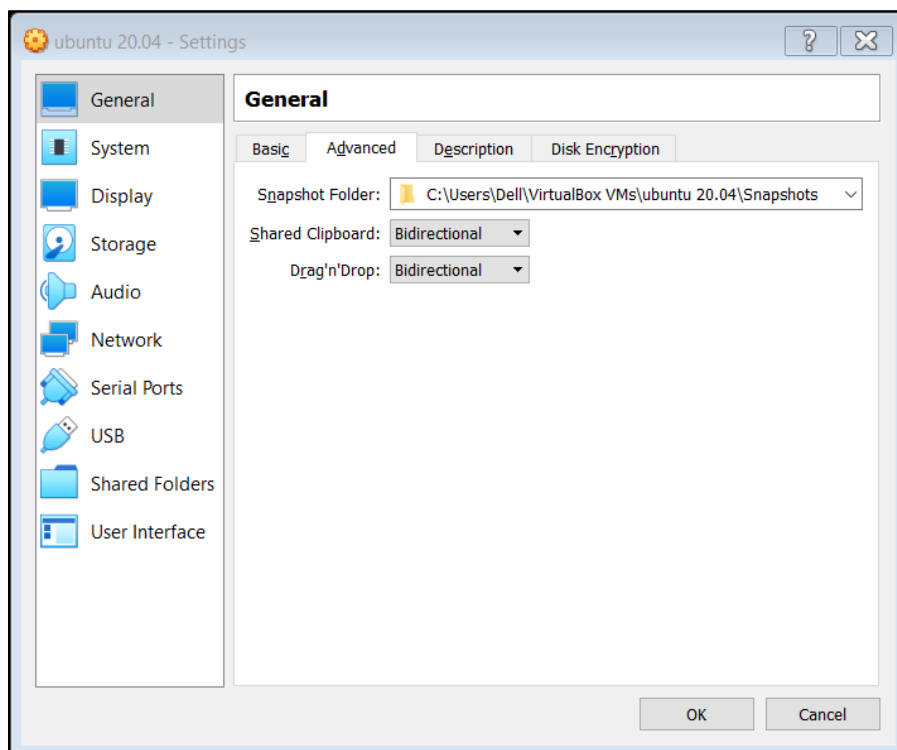 ubuntu 20.04 - Settings
General
System
Display
Storage
Audio
Network
Serial Ports
USB
Shared Folders
User Interface
General
Basic Advanced Description Disk Encryption
Snapshot Folder: C:\Users\Dell\VirtualBox VMs\ubuntu 20.04\Snapshots
Shared Clipboard: Bidirectional
Drag'n'Drop: Bidirectional
OK Cancel